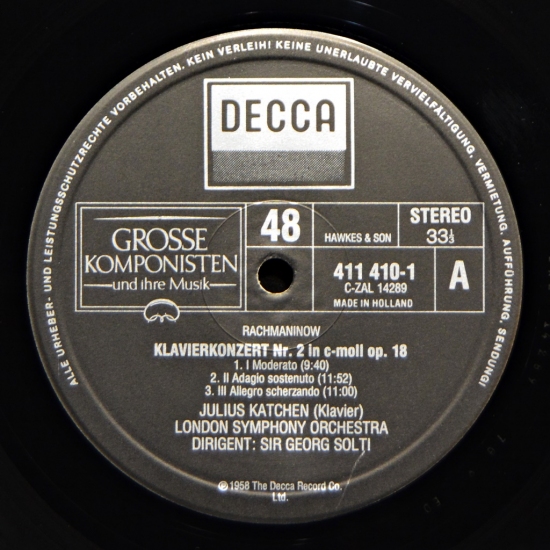 ALLE URHEBER- UND LEISTUNGSSCHUTZRECHTE VORBEHALTEN. KEIN VERLEIH! KEINE UNERLAUBTE VERVIELFÄLTIGUNG, VERMIETUNG, AUFFÜHRUNG, SENDUNG!
DECCA
GROSSE
KOMPONISTEN
und ihre Musik
48
HAWKES & SON
STEREO
33⅓
411 410-1
C-ZAL 14289
MADE IN HOLLAND
A
RACHMANINOW
KLAVIERKONZERT Nr. 2 in c-moll op. 18
1. I Moderato (9:40)
2. II Adagio sostenuto (11:52)
3. III Allegro scherzando (11:00)
JULIUS KATCHEN (Klavier)
LONDON SYMPHONY ORCHESTRA
DIRIGENT: SIR GEORG SOLTI
℗ 1958 The Decca Record Co.
Ltd.